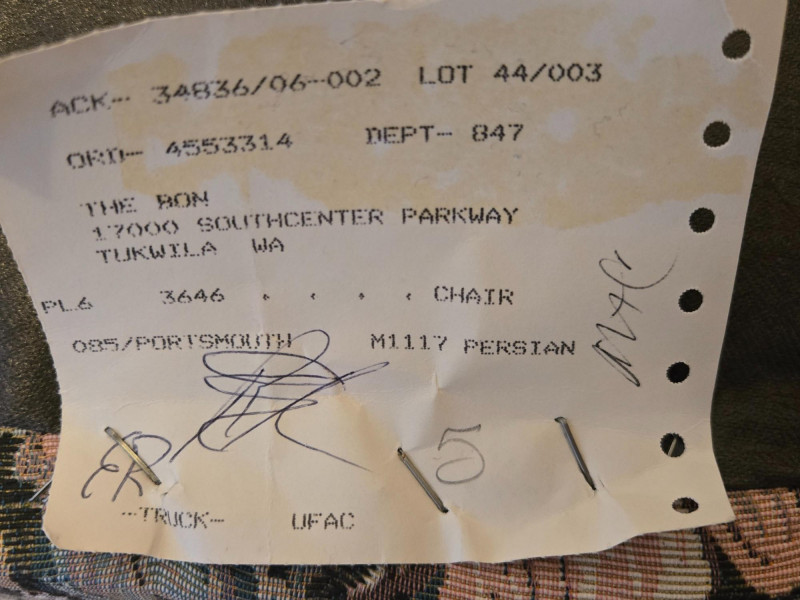 ACK-- 34836/06-002 LOT 44/003
ORD-- 4553314 DEPT- 847
THE BON
17000 SOUTHCENTER PARKWAY
TUKWILA WA
PL6 3646 . . . . CHAIR
085/PORTSMOUTH M1117 PERSIAN
ER 5
--TRUCK- UFAC